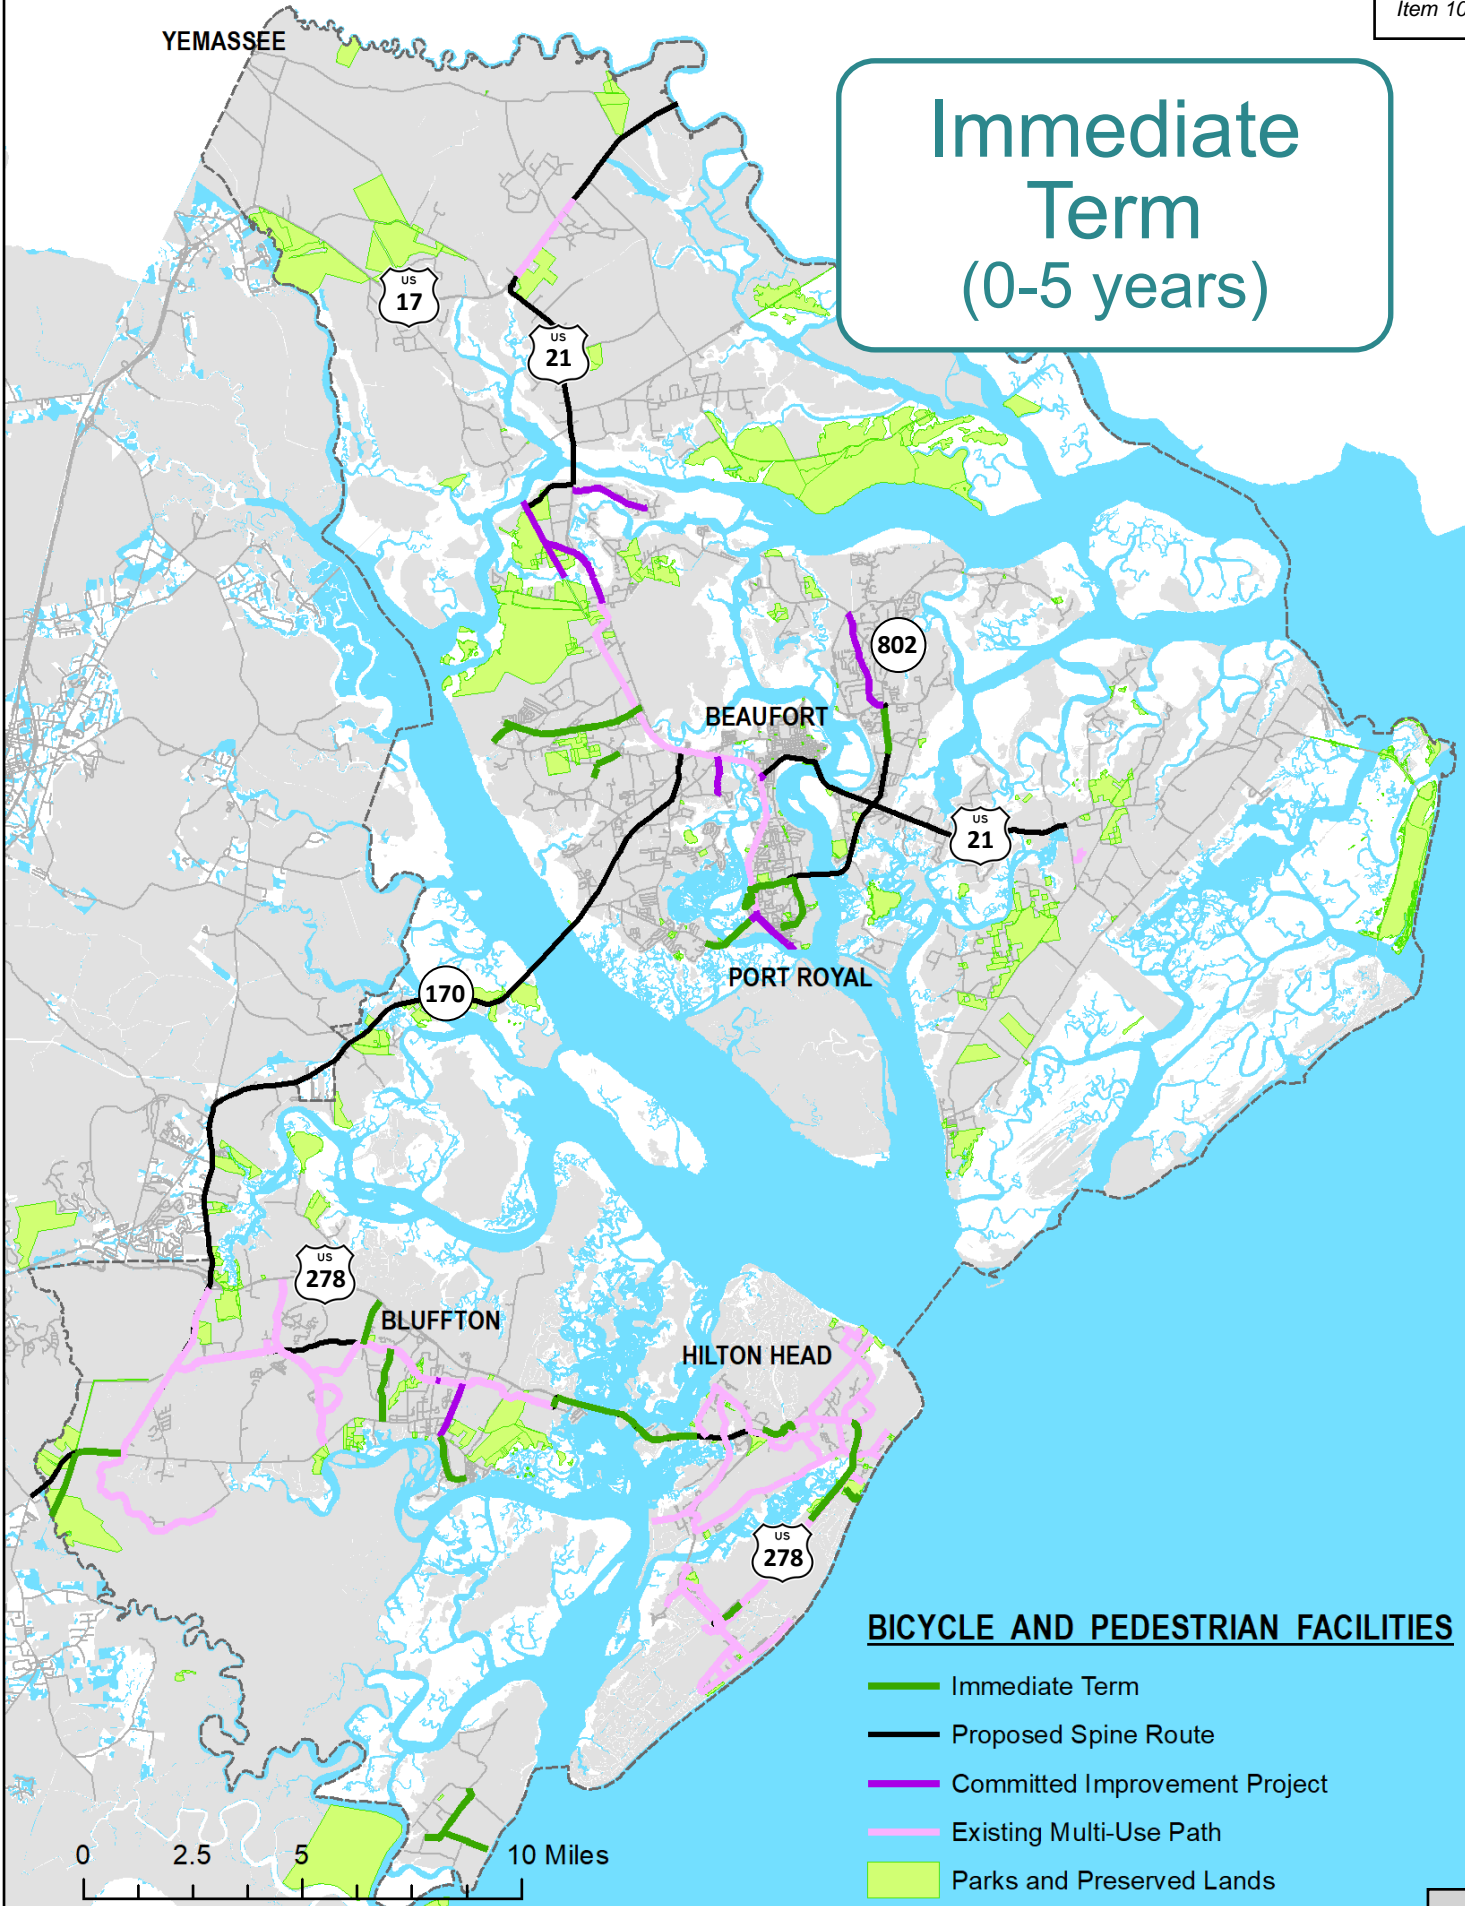 Item 10
YEMASSEE
Immediate
Term
(0-5 years)
US
17
US
21
802
BEAUFORT
US
21
PORT ROYAL
170
US
278
BLUFFTON
HILTON HEAD
US
278
BICYCLE AND PEDESTRIAN FACILITIES
Immediate Term
Proposed Spine Route
Committed Improvement Project
Existing Multi-Use Path
Parks and Preserved Lands
0 2.5 5 10 Miles